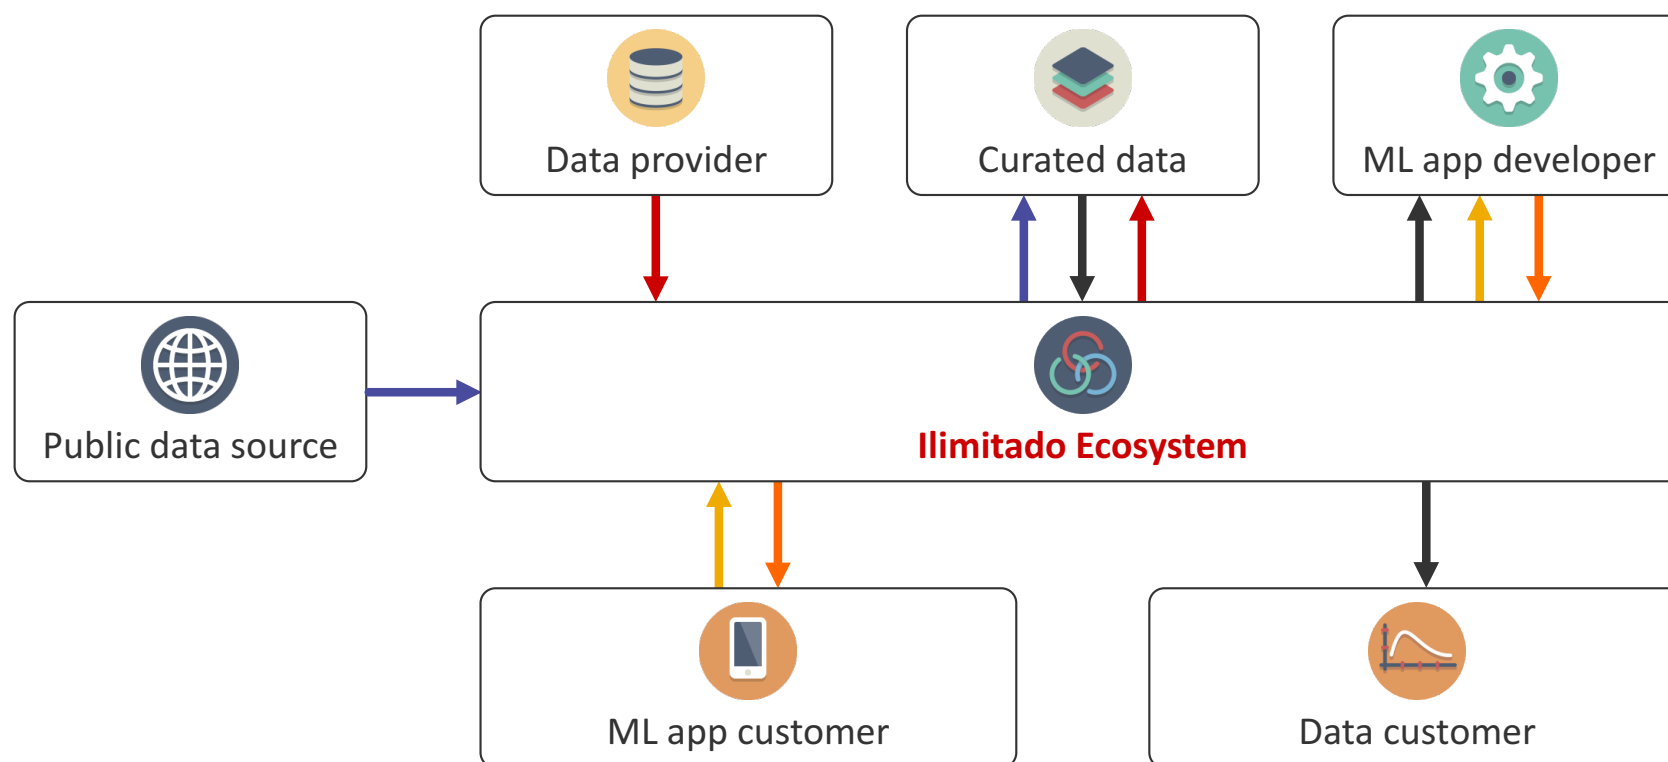 Data provider
Curated data
ML app developer
Public data source
Ilimitado Ecosystem
ML app customer
Data customer